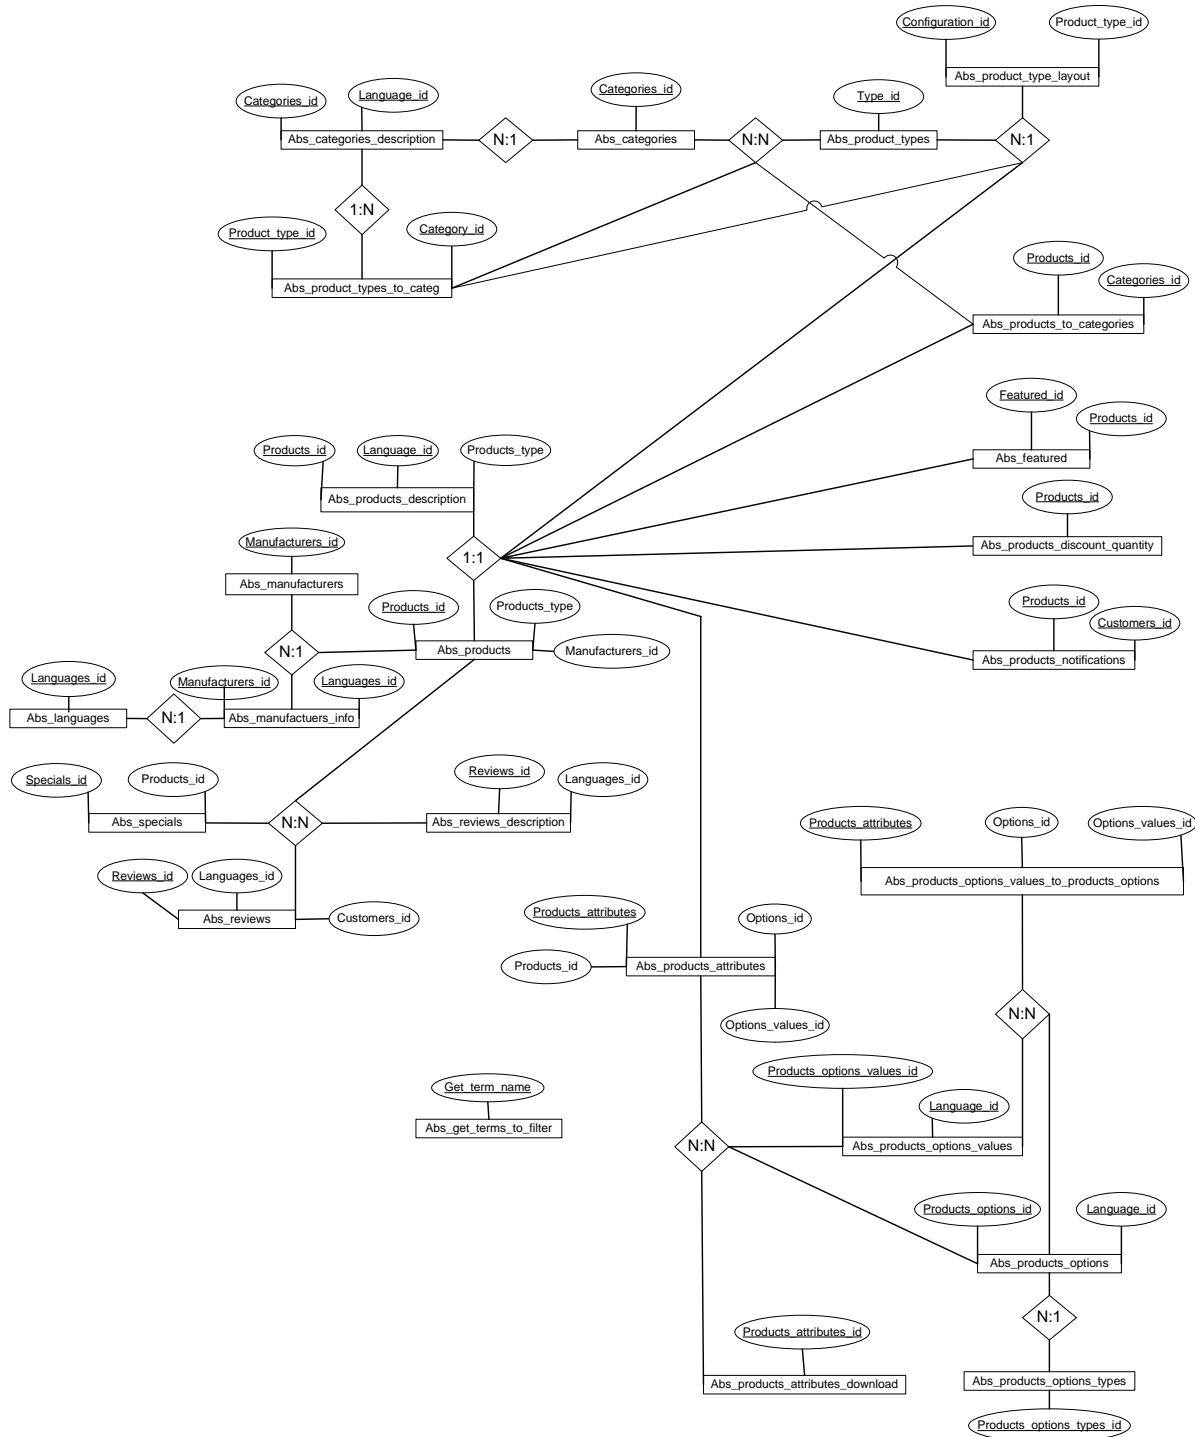 Configuration_id
Product_type_id
Abs_product_type_layout
Categories_id
Language_id
Categories_id
Type_id
Abs_categories_description
N:1
Abs_categories
N:N
Abs_product_types
N:1
1:N
Product_type_id
Category_id
Abs_product_types_to_categ
Products_id
Categories_id
Abs_products_to_categories
Featured_id
Products_id
Abs_featured
Products_id
Language_id
Products_type
Abs_products_description
Products_id
Abs_products_discount_quantity
Manufacturers_id
1:1
Abs_manufacturers
Products_id
Products_type
Products_id
Customers_id
Abs_products_notifications
N:1
Abs_products
Manufacturers_id
Languages_id
Manufacturers_id
Languages_id
Abs_languages
N:1
Abs_manufactuers_info
Specials_id
Products_id
Reviews_id
Languages_id
Abs_specials
N:N
Abs_reviews_description
Products_attributes
Options_id
Options_values_id
Abs_products_options_values_to_products_options
Reviews_id
Languages_id
Abs_reviews
Customers_id
Products_attributes
Options_id
Products_id
Abs_products_attributes
Options_values_id
N:N
Products_options_values_id
Language_id
Abs_products_options_values
Get_term_name
Abs_get_terms_to_filter
N:N
Products_options_id
Language_id
Abs_products_options
N:1
Products_attributes_id
Abs_products_attributes_download
Abs_products_options_types
Products_options_types_id